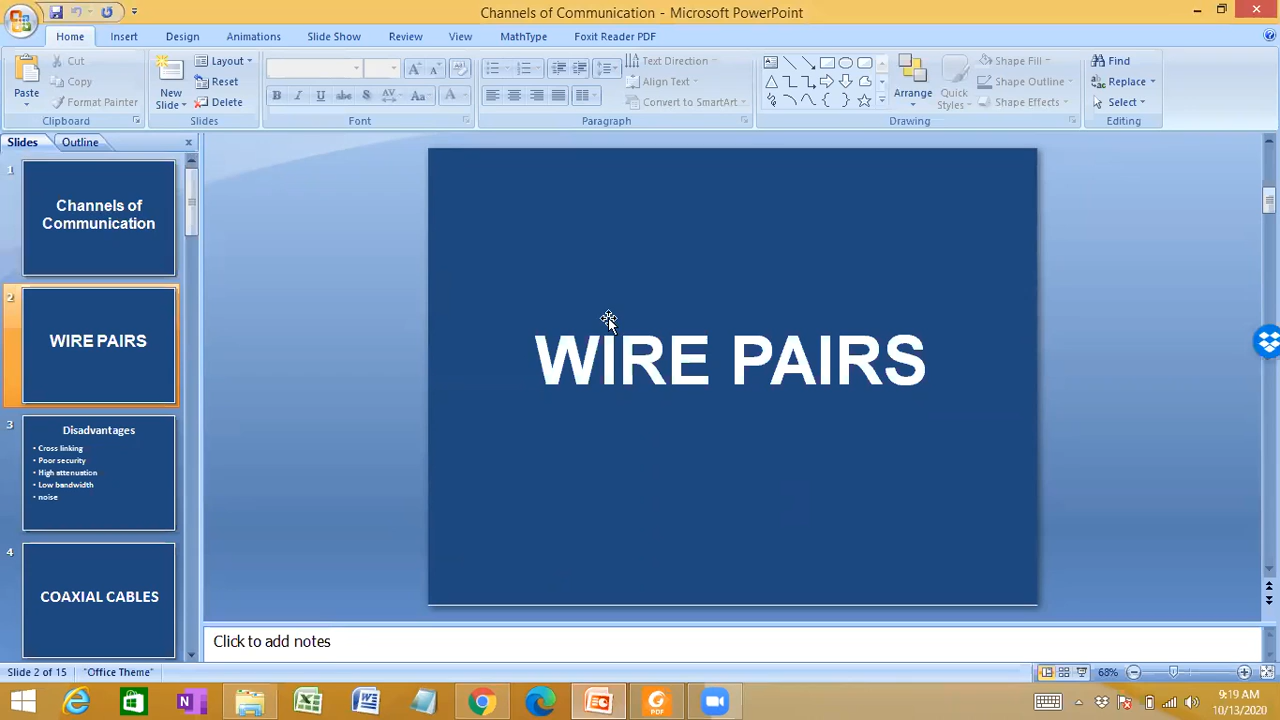 Channels of Communication - Microsoft PowerPoint
Home Insert Design Animations Slide Show Review View MathType Foxit Reader PDF
Paste
Cut
Copy
Format Painter
Clipboard
New
Slide
Layout
Reset
Delete
Slides
B I U abc S AV Aa A
Font
Text Direction
Align Text
Convert to SmartArt
Paragraph
Arrange
Quick
Styles
Shape Fill
Shape Outline
Shape Effects
Drawing
Find
Replace
Select
Editing
Slides Outline
1
Channels of
Communication
2
WIRE PAIRS
3
Disadvantages
• Cross linking
• Poor security
• High attenuation
• Low bandwidth
• noise
4
COAXIAL CABLES
WIRE PAIRS
Click to add notes
Slide 2 of 15 "Office Theme" 68%
9:19 AM
10/13/2020